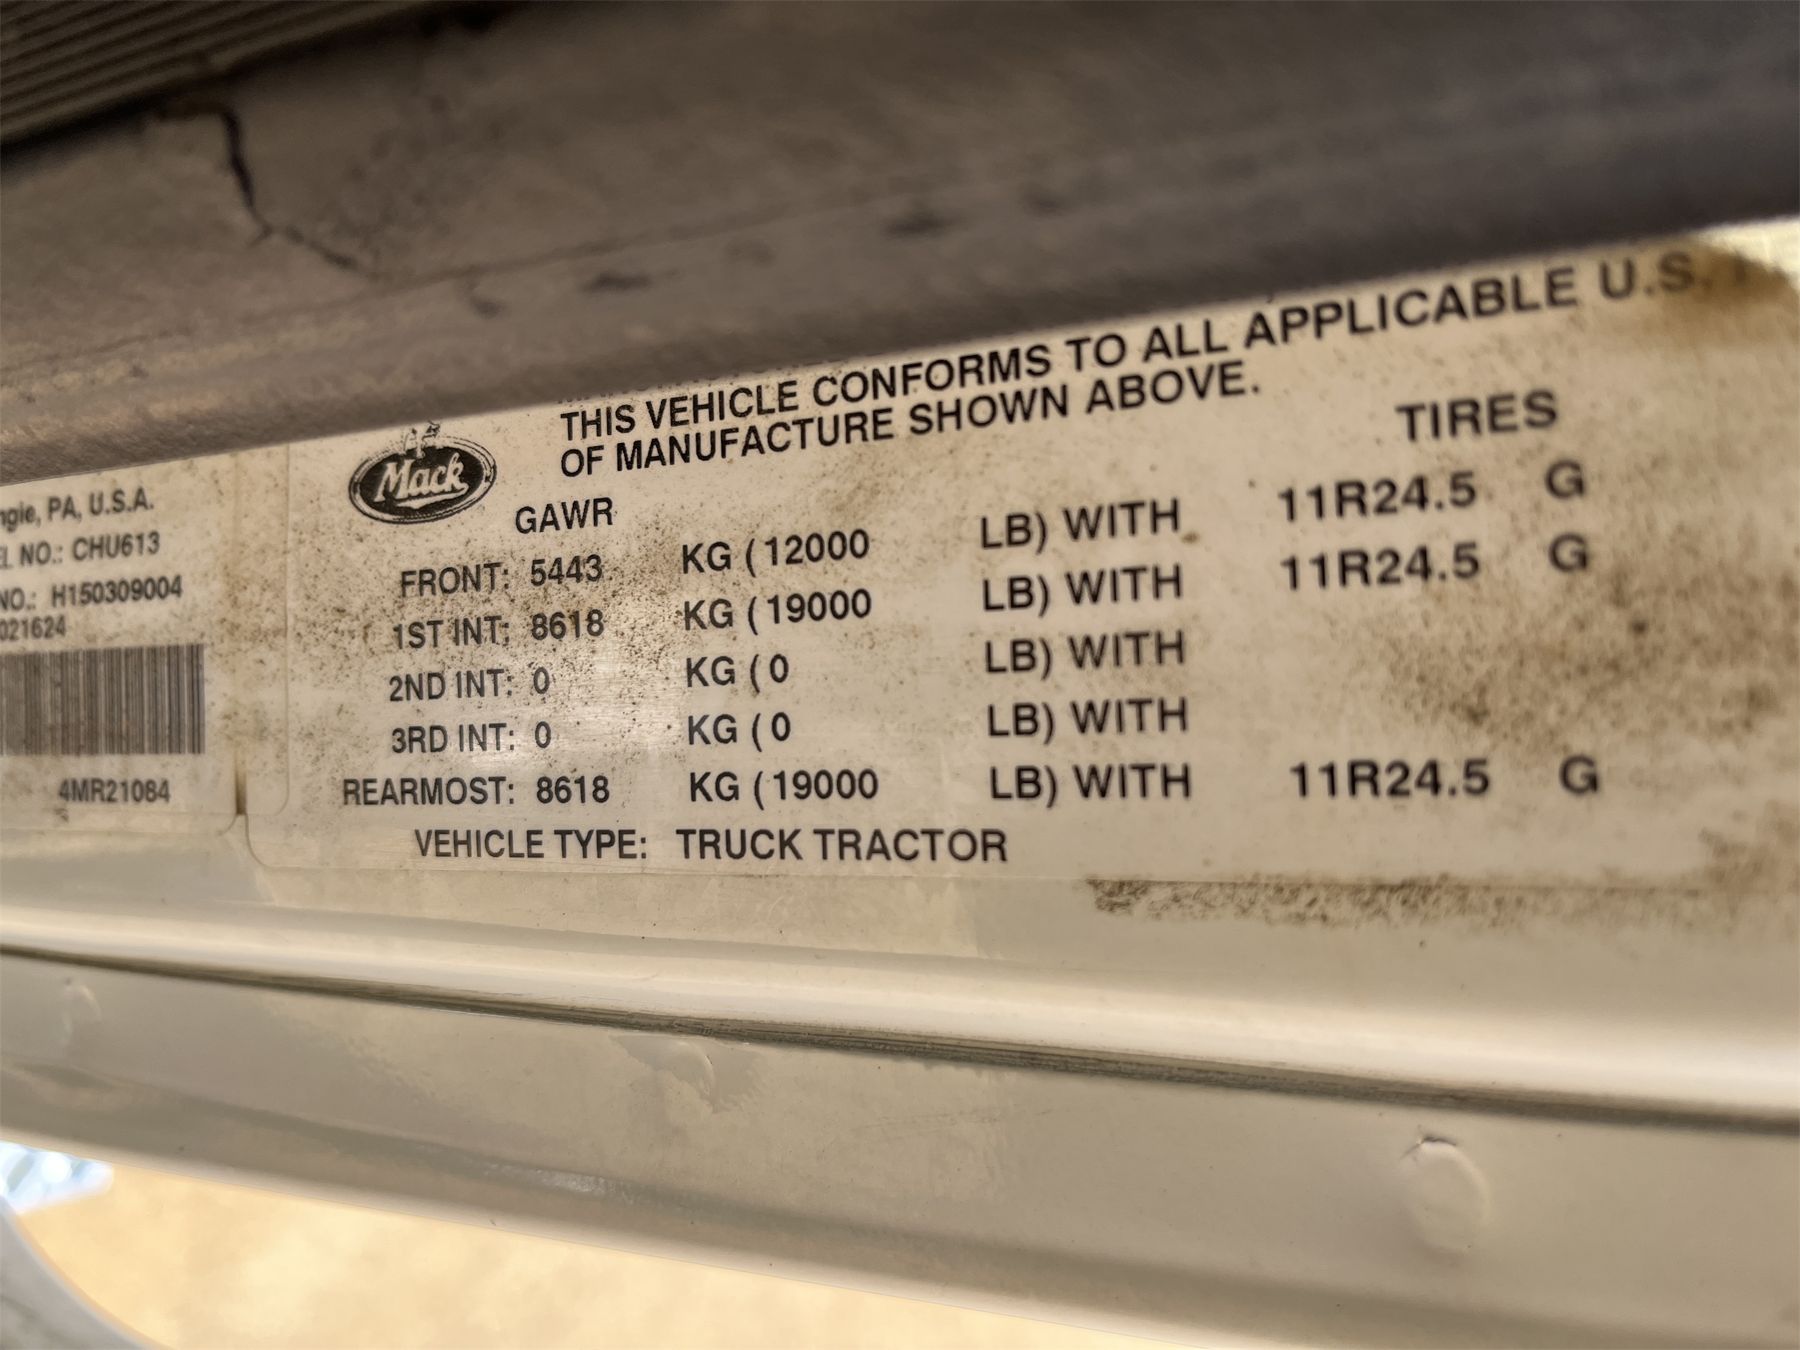 THIS VEHICLE CONFORMS TO ALL APPLICABLE U.S.
OF MANUFACTURE SHOWN ABOVE.
Mack
GAWR TIRES
FRONT: 5443 KG (12000 LB) WITH 11R24.5 G
1ST INT: 8618 KG (19000 LB) WITH 11R24.5 G
2ND INT: 0 KG (0 LB) WITH
3RD INT: 0 KG (0 LB) WITH
REARMOST: 8618 KG (19000 LB) WITH 11R24.5 G
VEHICLE TYPE: TRUCK TRACTOR
PA, U.S.A.
NO.: CHU613
NO.: H150309004
021624
4MR21084